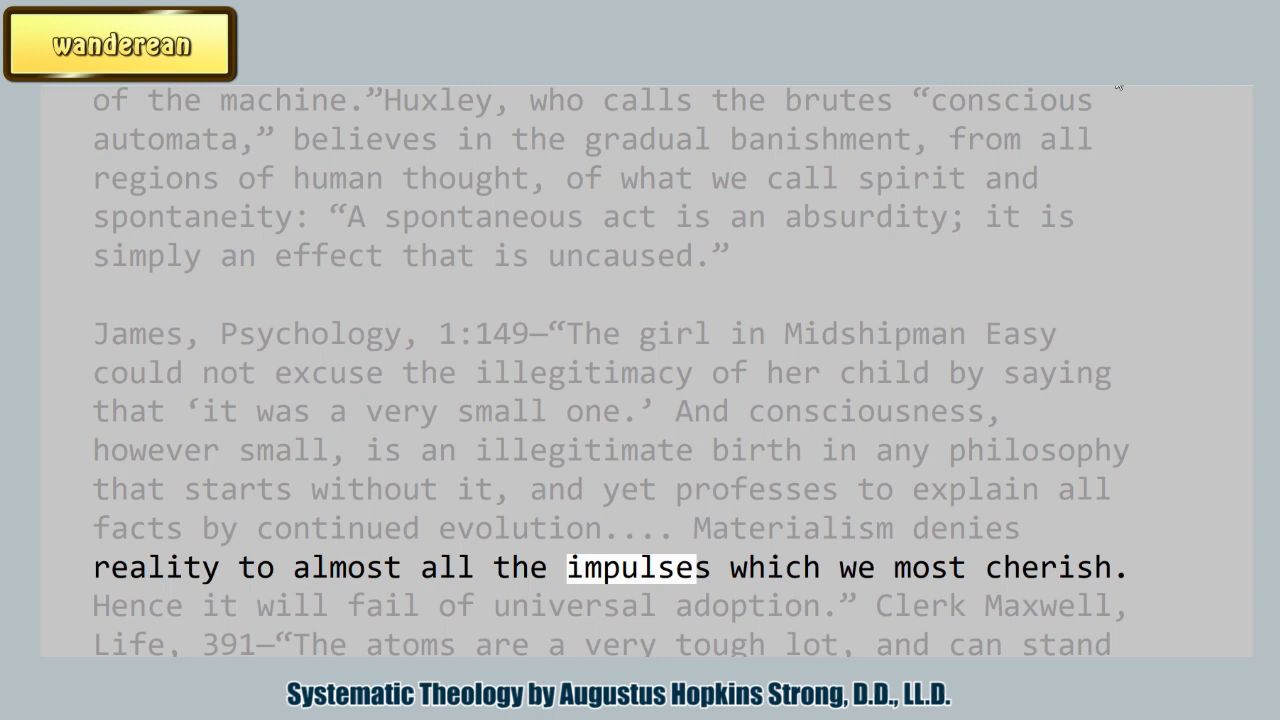 wanderean
of the machine.”Huxley, who calls the brutes “conscious
automata,” believes in the gradual banishment, from all
regions of human thought, of what we call spirit and
spontaneity: “A spontaneous act is an absurdity; it is
simply an effect that is uncaused.”
James, Psychology, 1:149—“The girl in Midshipman Easy
could not excuse the illegitimacy of her child by saying
that ‘it was a very small one.’ And consciousness,
however small, is an illegitimate birth in any philosophy
that starts without it, and yet professes to explain all
facts by continued evolution.... Materialism denies
reality to almost all the impulses which we most cherish.
Hence it will fail of universal adoption.” Clerk Maxwell,
Life, 391—“The atoms are a very tough lot, and can stand
Systematic Theology by Augustus Hopkins Strong, D.D., LL.D.